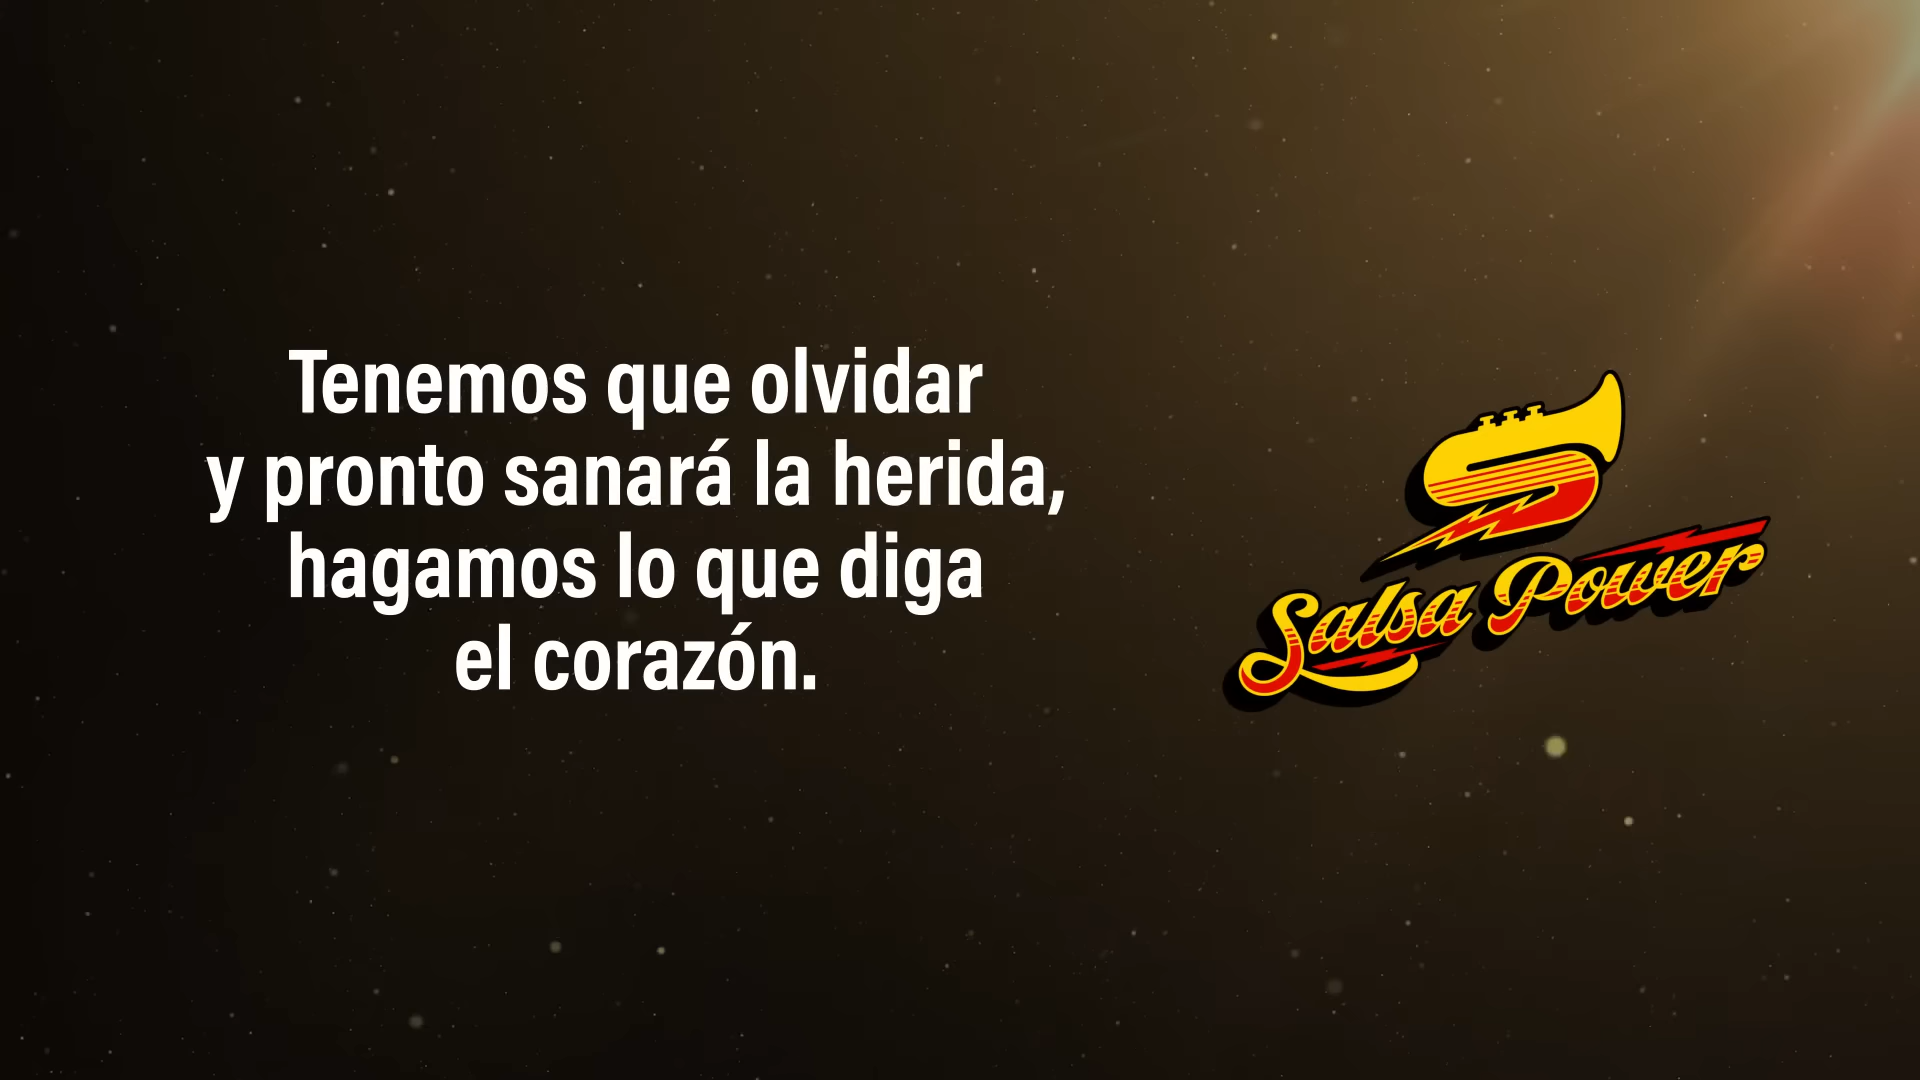 Tenemos que olvidar
y pronto sanará la herida,
hagamos lo que diga
el corazón.
Salsa Power